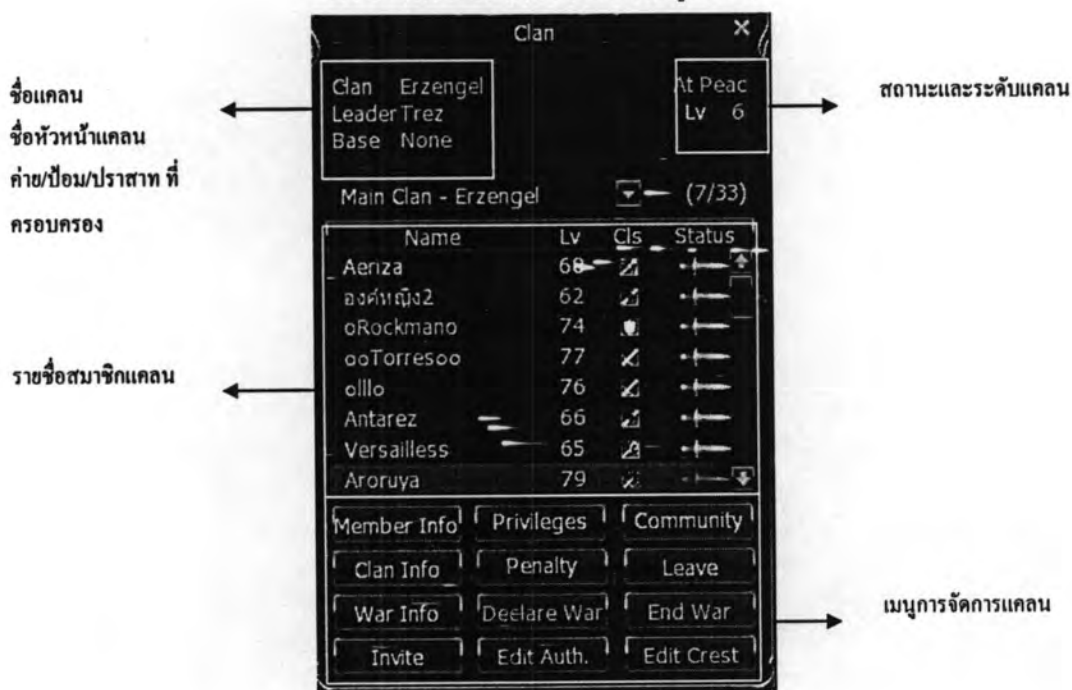 Clan
ชื่อแคลน
ชื่อหัวหน้าแคลน
ค่าย/ป้อม/ปราสาท ที่
ครอบครอง
Clan Erzengel
Leader Trez
Base None
At Peac
Lv 6
สถานะและระดับแคลน
Main Clan - Erzengel (7/33)
Name Lv Cls Status
Aeriza 68
องค์หญิง2 62
oRockmano 74
ooTorresoo 77
olllo 76
Antarez 66
Versailless 65
Aroruya 79
รายชื่อสมาชิกแคลน
Member Info Privileges Community
Clan Info Penalty Leave
War Info Declare War End War
Invite Edit Auth. Edit Crest
เมนูการจัดการแคลน